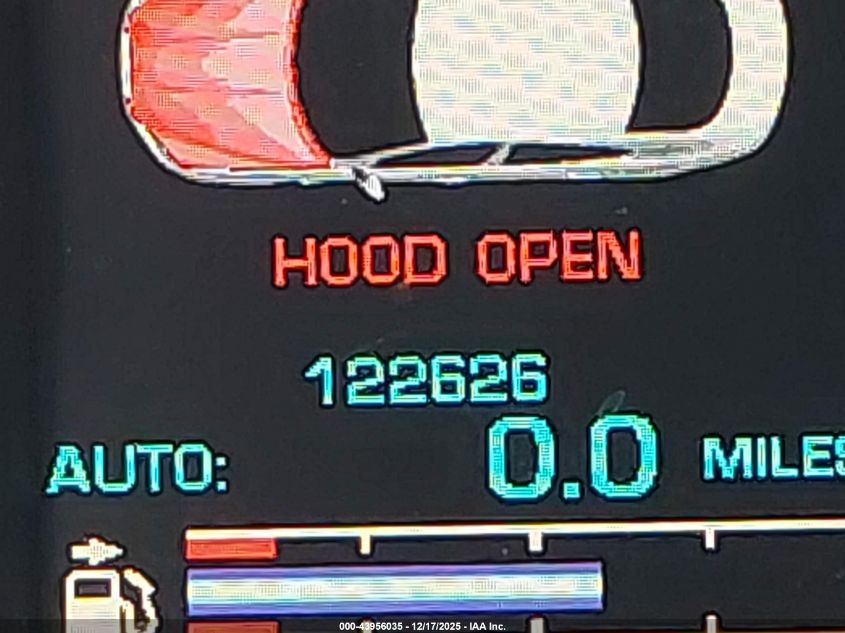 HOOD OPEN
122626
AUTO: 0.0 MILES
000-43956035 - 12/17/2025 - IAA Inc.